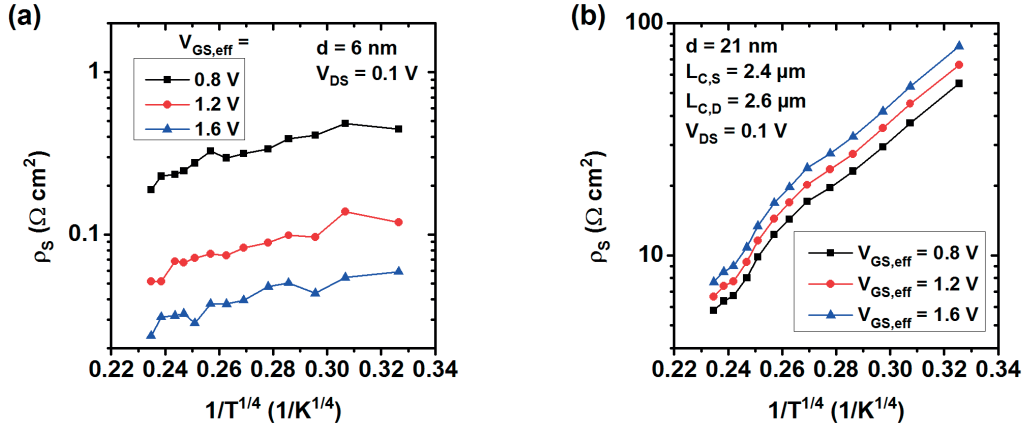 (a)
V_GS,eff =
0.8 V
1.2 V
1.6 V
d = 6 nm
V_DS = 0.1 V
1
0.1
ρ_S (Ω cm²)
0.22 0.24 0.26 0.28 0.30 0.32 0.34
1/T^1/4 (1/K^1/4)
(b)
d = 21 nm
L_C,S = 2.4 µm
L_C,D = 2.6 µm
V_DS = 0.1 V
100
10
ρ_S (Ω cm²)
V_GS,eff = 0.8 V
V_GS,eff = 1.2 V
V_GS,eff = 1.6 V
0.22 0.24 0.26 0.28 0.30 0.32 0.34
1/T^1/4 (1/K^1/4)